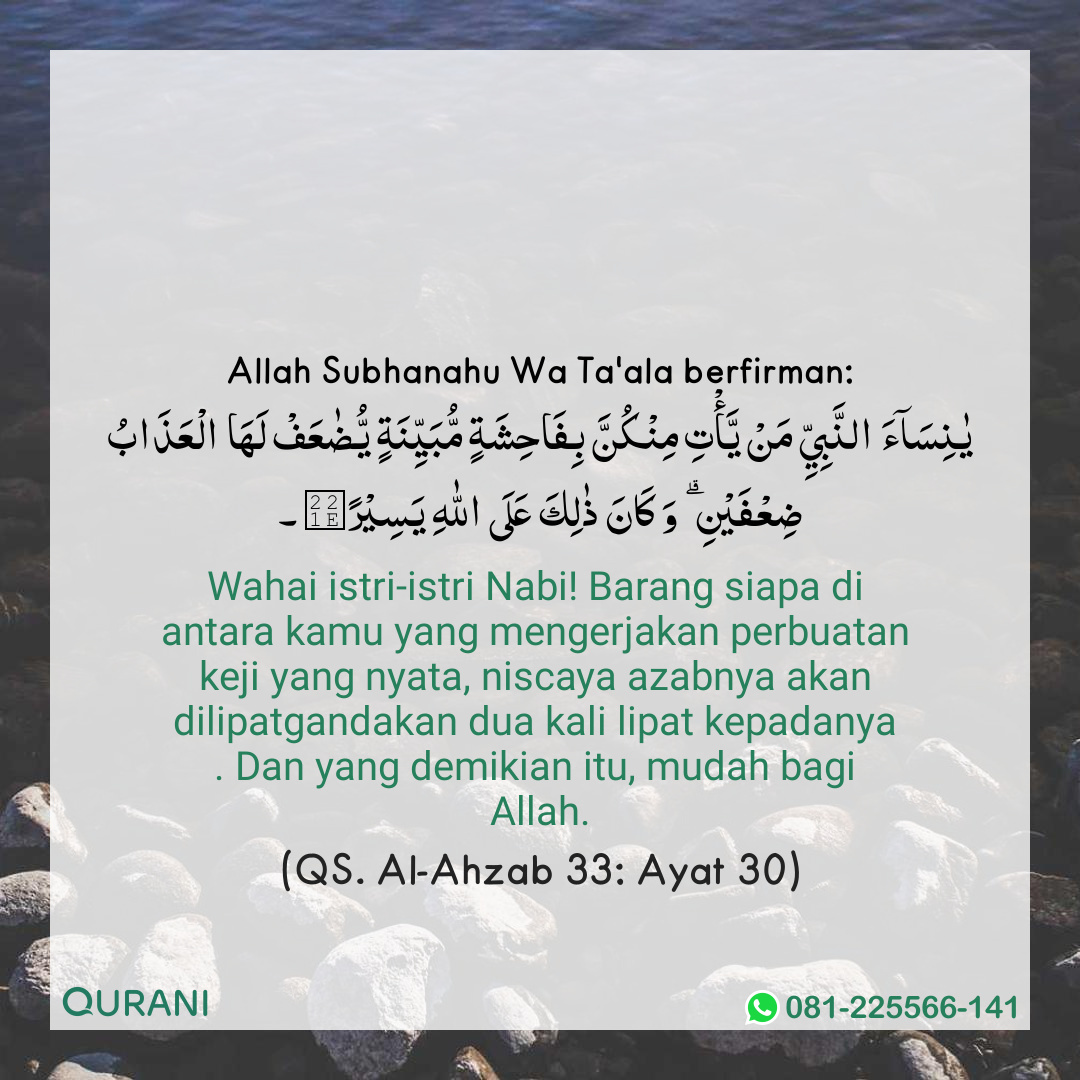 Allah Subhanahu Wa Ta'ala berfirman:
يٰنِسَاۤءَ النَّبِيِّ مَنْ يَّأْتِ مِنْكُنَّ بِفَاحِشَةٍ مُّبَيِّنَةٍ يُّضٰعَفْ لَهَا الْعَذَابُ
ضِعْفَيْنِۗ وَكَانَ ذٰلِكَ عَلَى اللّٰهِ يَسِيْرًا۔
Wahai istri-istri Nabi! Barang siapa di
antara kamu yang mengerjakan perbuatan
keji yang nyata, niscaya azabnya akan
dilipatgandakan dua kali lipat kepadanya
. Dan yang demikian itu, mudah bagi
Allah.
(QS. Al-Ahzab 33: Ayat 30)
QURANI
081-225566-141